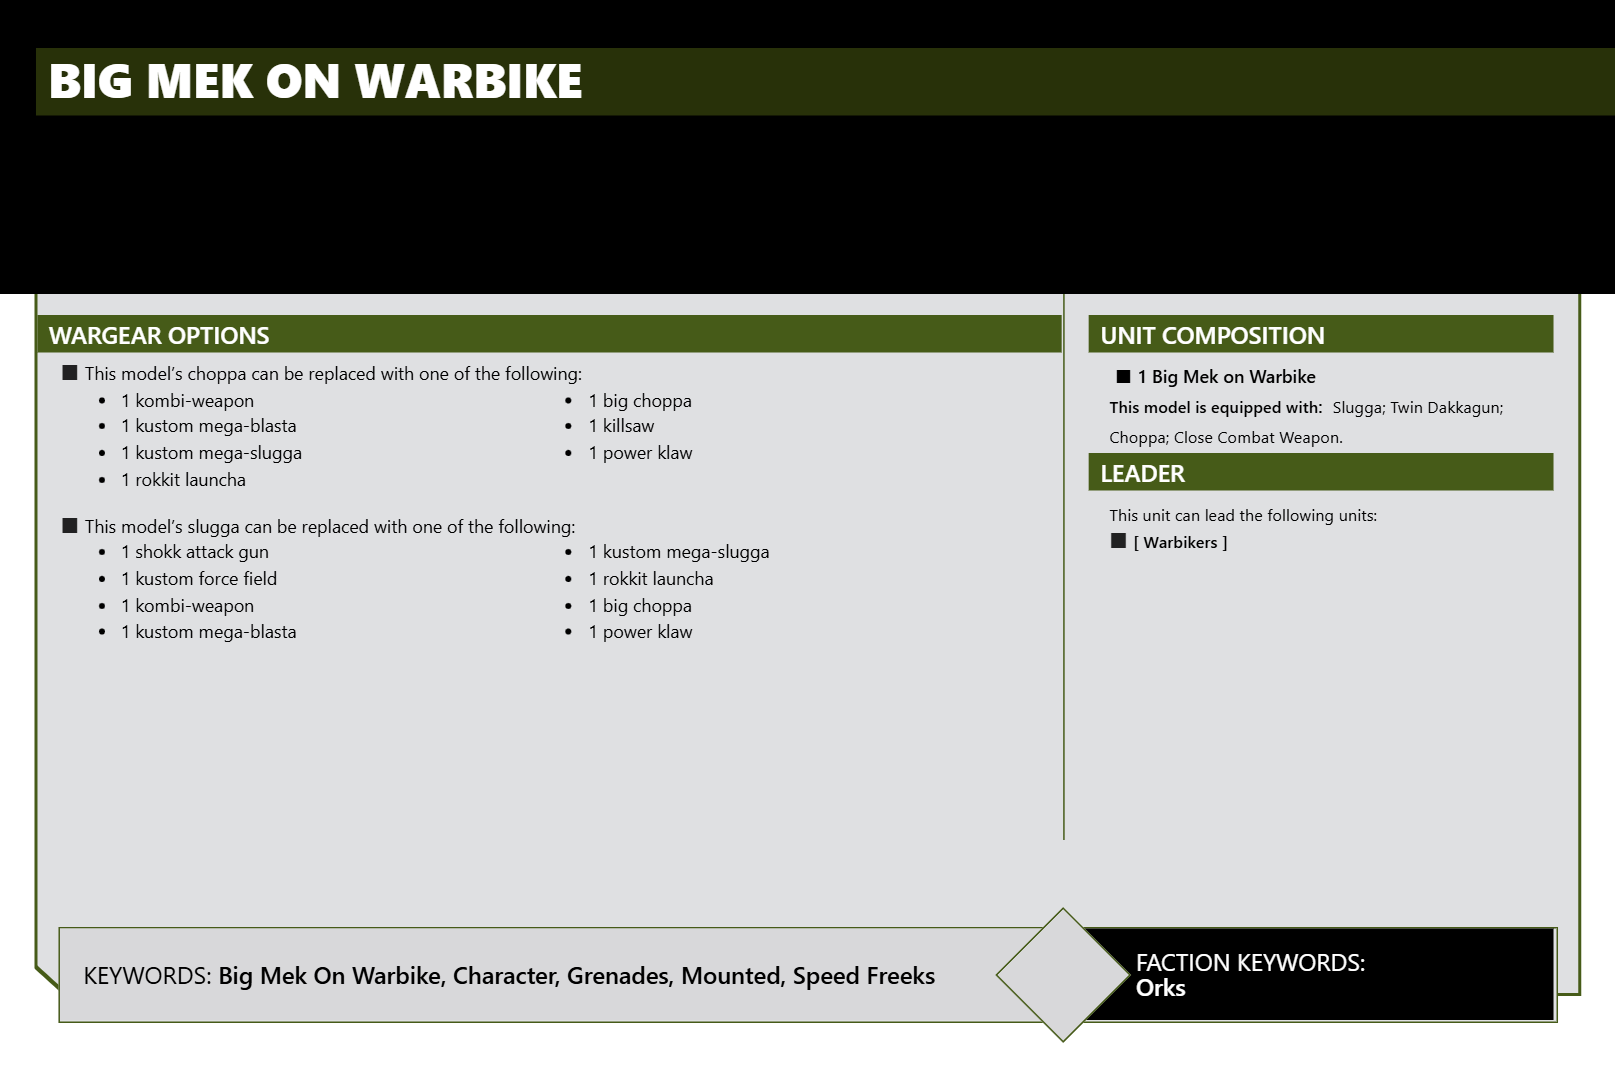 BIG MEK ON WARBIKE
WARGEAR OPTIONS
■ This model’s choppa can be replaced with one of the following:
• 1 kombi-weapon
• 1 kustom mega-blasta
• 1 kustom mega-slugga
• 1 rokkit launcha
• 1 big choppa
• 1 killsaw
• 1 power klaw
■ This model’s slugga can be replaced with one of the following:
• 1 shokk attack gun
• 1 kustom force field
• 1 kombi-weapon
• 1 kustom mega-blasta
• 1 kustom mega-slugga
• 1 rokkit launcha
• 1 big choppa
• 1 power klaw
UNIT COMPOSITION
■ 1 Big Mek on Warbike
This model is equipped with: Slugga; Twin Dakkagun;
Choppa; Close Combat Weapon.
LEADER
This unit can lead the following units:
■ [ Warbikers ]
KEYWORDS: Big Mek On Warbike, Character, Grenades, Mounted, Speed Freeks
FACTION KEYWORDS:
Orks